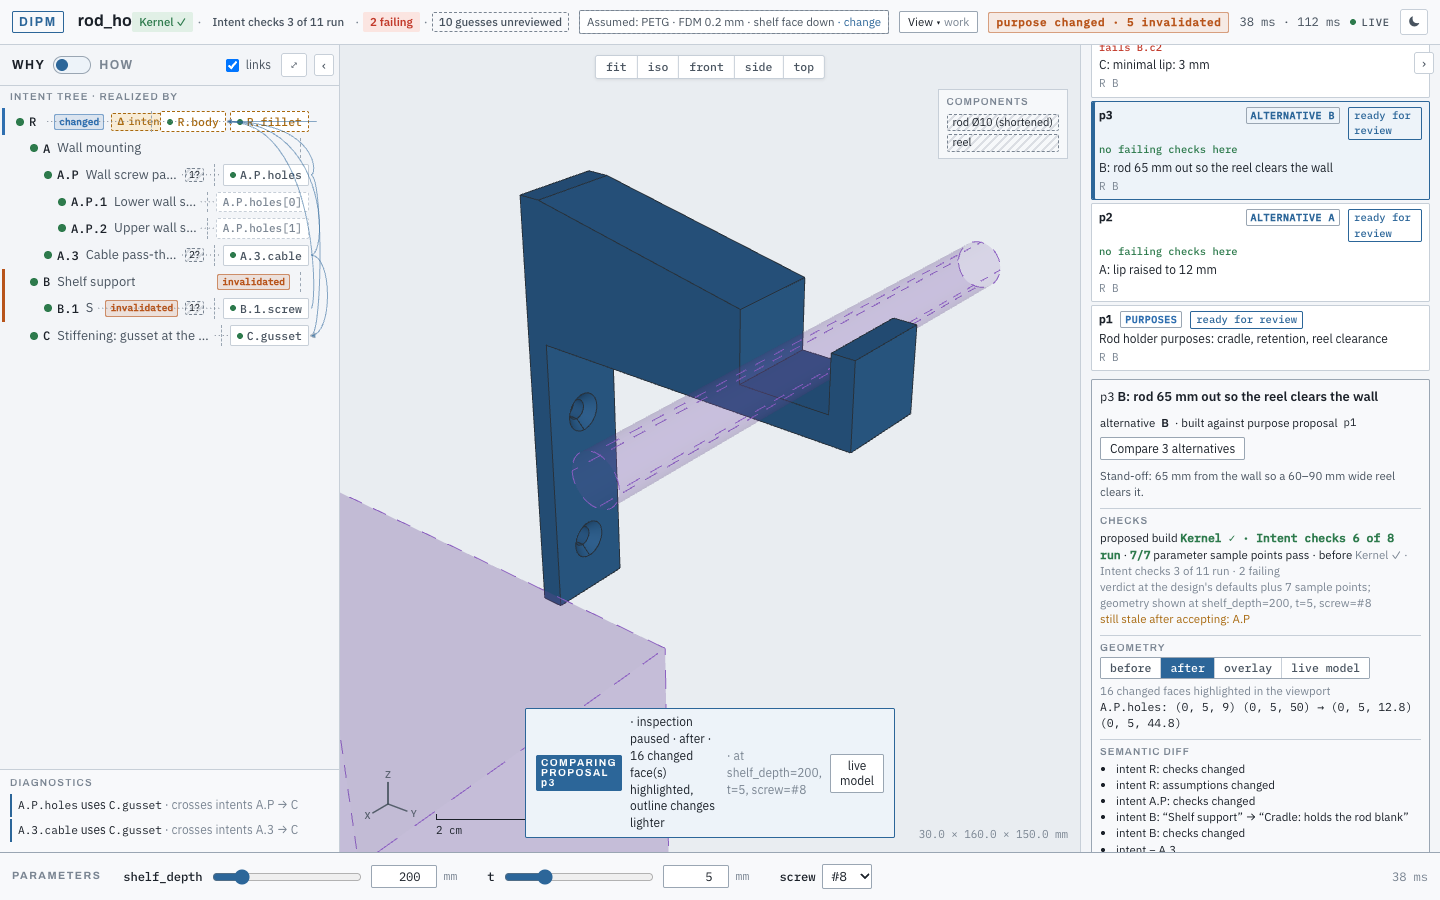 DIPM rod_ho Kernel ✓ · Intent checks 3 of 11 run · 2 failing · 10 guesses unreviewed Assumed: PETG · FDM 0.2 mm · shelf face down · change View • work purpose changed · 5 invalidated 38 ms · 112 ms LIVE
WHY HOW links
INTENT TREE · REALIZED BY
R changed Δ inten R.body R.fillet
A Wall mounting
A.P Wall screw pa... 1? A.P.holes
A.P.1 Lower wall s... A.P.holes[0]
A.P.2 Upper wall s... A.P.holes[1]
A.3 Cable pass-th... 2? A.3.cable
B Shelf support invalidated
B.1 S invalidated 1? B.1.screw
C Stiffening: gusset at the ... C.gusset
DIAGNOSTICS
A.P.holes uses C.gusset · crosses intents A.P → C
A.3.cable uses C.gusset · crosses intents A.3 → C
fit iso front side top
COMPONENTS
rod Ø10 (shortened)
reel
Z
X Y
2 cm
COMPARING PROPOSAL p3
· inspection
paused · after ·
16 changed
face(s)
highlighted,
outline changes
lighter
· at
shelf_depth=200,
t=5, screw=#8
live
model
30.0 × 160.0 × 150.0 mm
fails B.c2
C: minimal lip: 3 mm
R B
p3 ALTERNATIVE B ready for
review
no failing checks here
B: rod 65 mm out so the reel clears the wall
R B
p2 ALTERNATIVE A ready for
review
no failing checks here
A: lip raised to 12 mm
R B
p1 PURPOSES ready for review
Rod holder purposes: cradle, retention, reel clearance
R B
p3 B: rod 65 mm out so the reel clears the wall
alternative B · built against purpose proposal p1
Compare 3 alternatives
Stand-off: 65 mm from the wall so a 60–90 mm wide reel
clears it.
CHECKS
proposed build Kernel ✓ · Intent checks 6 of 8
run · 7/7 parameter sample points pass · before Kernel ✓ ·
Intent checks 3 of 11 run · 2 failing
verdict at the design's defaults plus 7 sample points;
geometry shown at shelf_depth=200, t=5, screw=#8
still stale after accepting: A.P
GEOMETRY
before after overlay live model
16 changed faces highlighted in the viewport
A.P.holes: (0, 5, 9) (0, 5, 50) → (0, 5, 12.8)
(0, 5, 44.8)
SEMANTIC DIFF
• intent R: checks changed
• intent R: assumptions changed
• intent A.P: checks changed
• intent B: “Shelf support” → “Cradle: holds the rod blank”
• intent B: checks changed
• intent − A.3
PARAMETERS shelf_depth 200 mm t 5 mm screw #8 38 ms